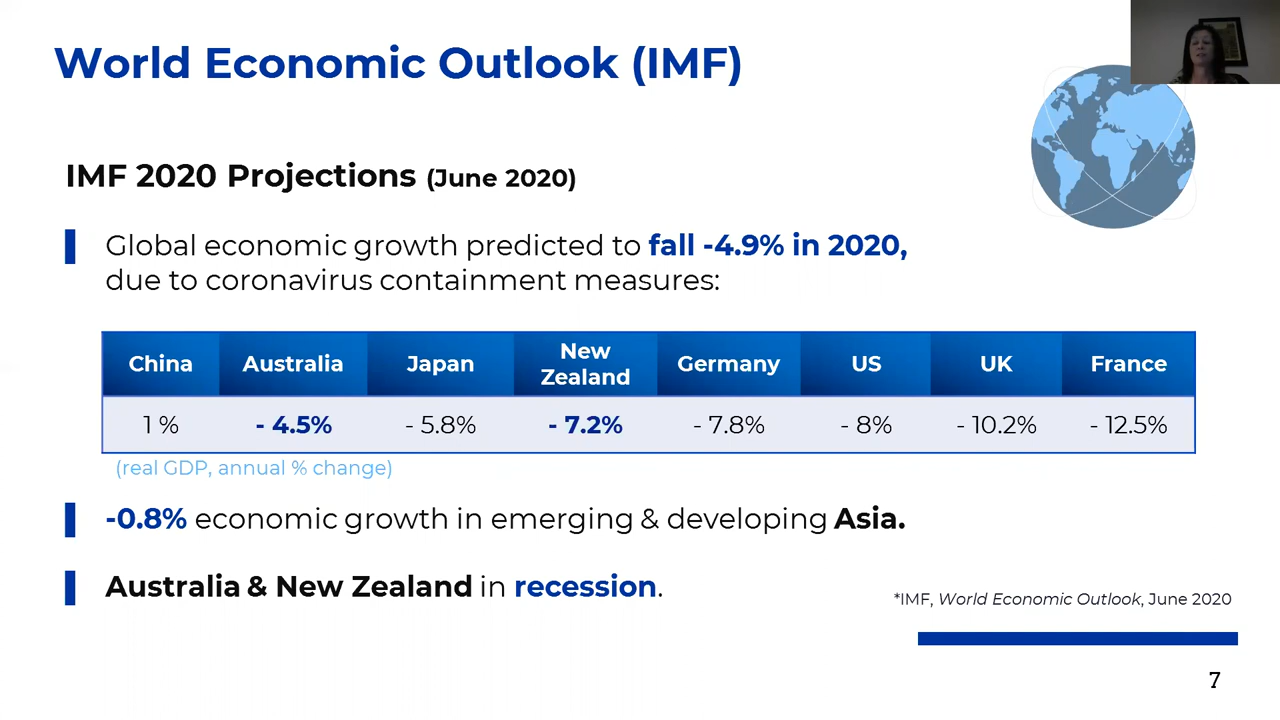 World Economic Outlook (IMF)
IMF 2020 Projections (June 2020)
Global economic growth predicted to fall -4.9% in 2020,
due to coronavirus containment measures:
China Australia Japan New Zealand Germany US UK France
1 % - 4.5% - 5.8% - 7.2% - 7.8% - 8% - 10.2% - 12.5%
(real GDP, annual % change)
-0.8% economic growth in emerging & developing Asia.
Australia & New Zealand in recession.
*IMF, World Economic Outlook, June 2020
7